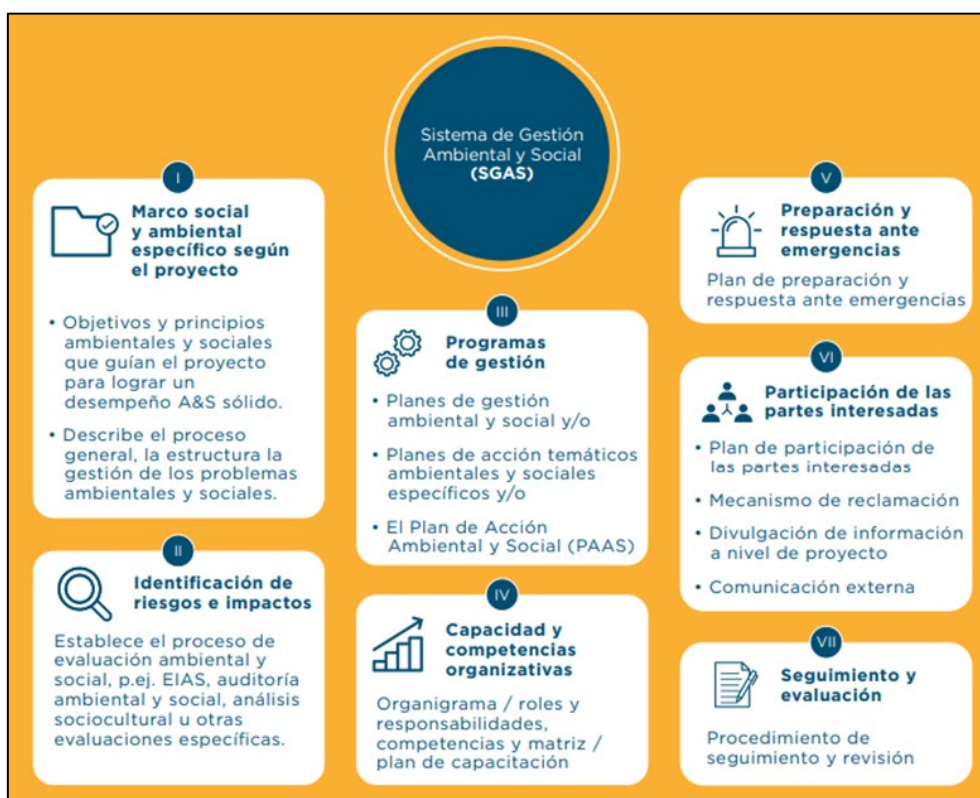 Sistema de Gestión
Ambiental y Social
(SGAS)
I
Marco social
y ambiental
específico según
el proyecto
• Objetivos y principios
ambientales y sociales
que guían el proyecto
para lograr un
desempeño A&S sólido.
• Describe el proceso
general, la estructura la
gestión de los problemas
ambientales y sociales.
II
Identificación de
riesgos e impactos
Establece el proceso de
evaluación ambiental y
social, p.ej. EIAS, auditoría
ambiental y social, análisis
sociocultural u otras
evaluaciones específicas.
III
Programas
de gestión
• Planes de gestión
ambiental y social y/o
• Planes de acción temáticos
ambientales y sociales
específicos y/o
• El Plan de Acción
Ambiental y Social (PAAS)
IV
Capacidad y
competencias
organizativas
Organigrama / roles y
responsabilidades,
competencias y matriz /
plan de capacitación
V
Preparación y
respuesta ante
emergencias
Plan de preparación y
respuesta ante emergencias
VI
Participación de las
partes interesadas
• Plan de participación de
las partes interesadas
• Mecanismo de reclamación
• Divulgación de información
a nivel de proyecto
• Comunicación externa
VII
Seguimiento y
evaluación
Procedimiento de
seguimiento y revisión